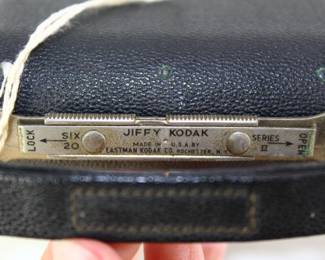 JIFFY KODAK
LOCK
SIX
20
MADE IN U.S.A. BY
EASTMAN KODAK CO. ROCHESTER, N.
SERIES
II
OPEN